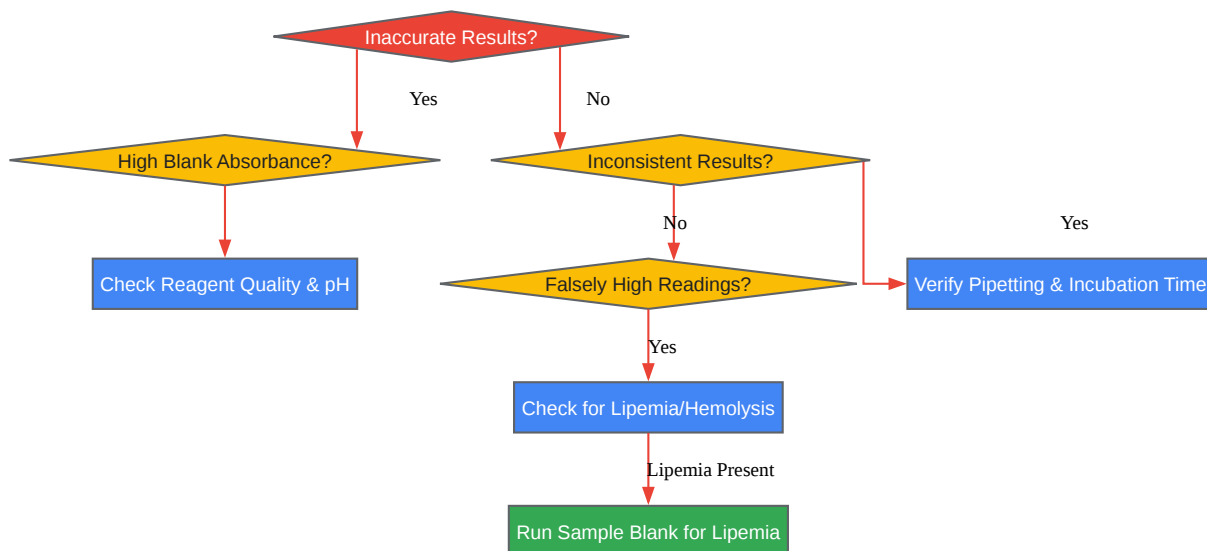 Inaccurate Results?
Yes
No
High Blank Absorbance?
Inconsistent Results?
No
Yes
Check Reagent Quality & pH
Falsely High Readings?
Verify Pipetting & Incubation Time
Yes
Check for Lipemia/Hemolysis
Lipemia Present
Run Sample Blank for Lipemia